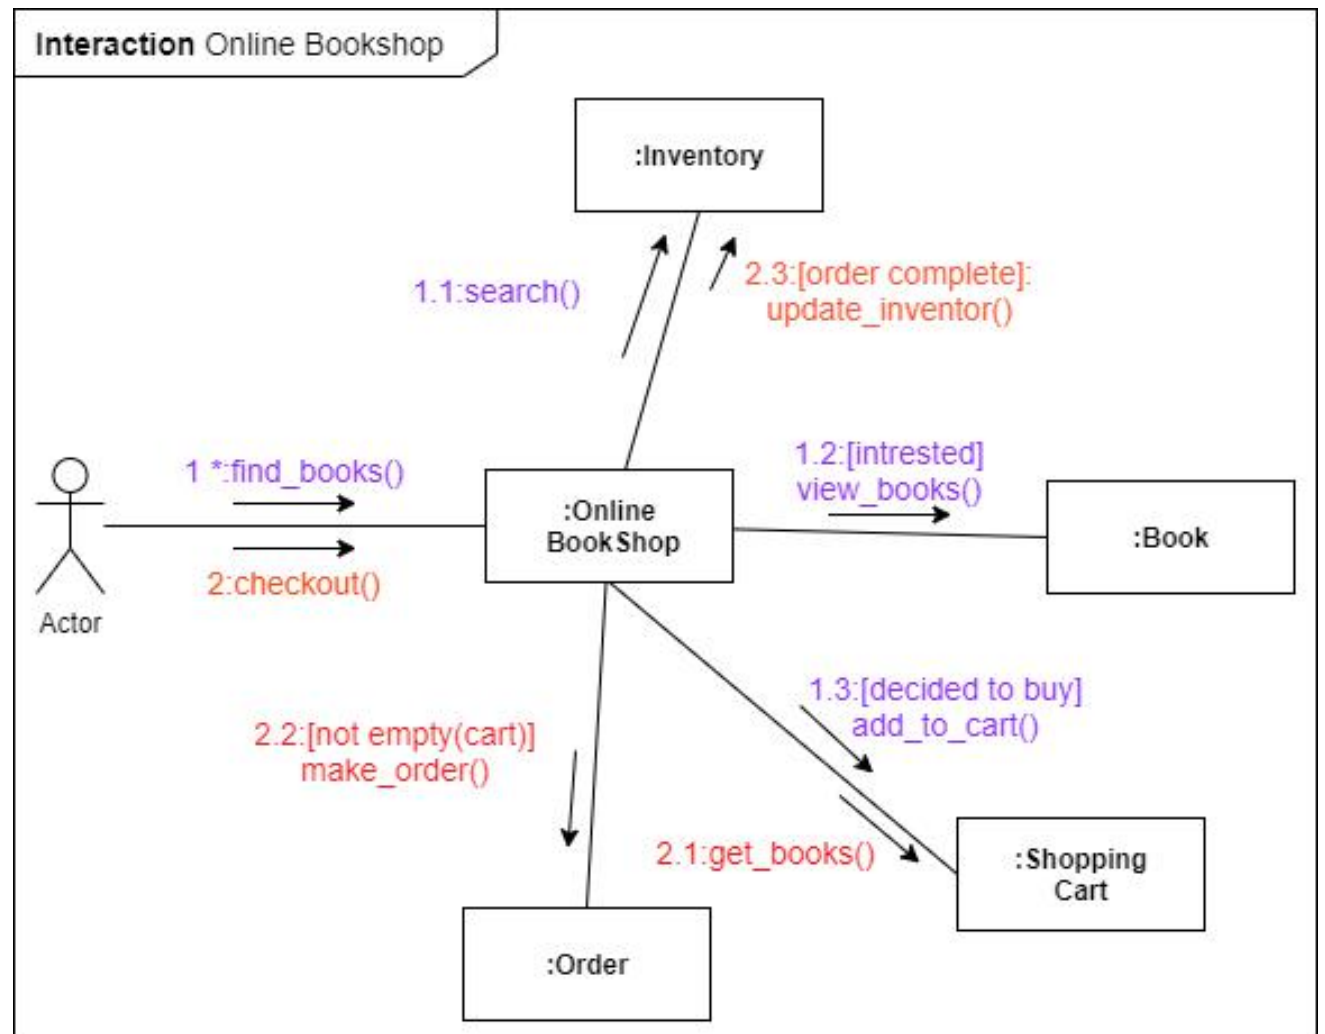 Interaction Online Bookshop
:Inventory
1.1:search()
2.3:[order complete]:
update_inventor()
1 *:find_books()
1.2:[intrested]
view_books()
:Online
BookShop
:Book
2:checkout()
Actor
1.3:[decided to buy]
add_to_cart()
2.2:[not empty(cart)]
make_order()
2.1:get_books()
:Shopping
Cart
:Order